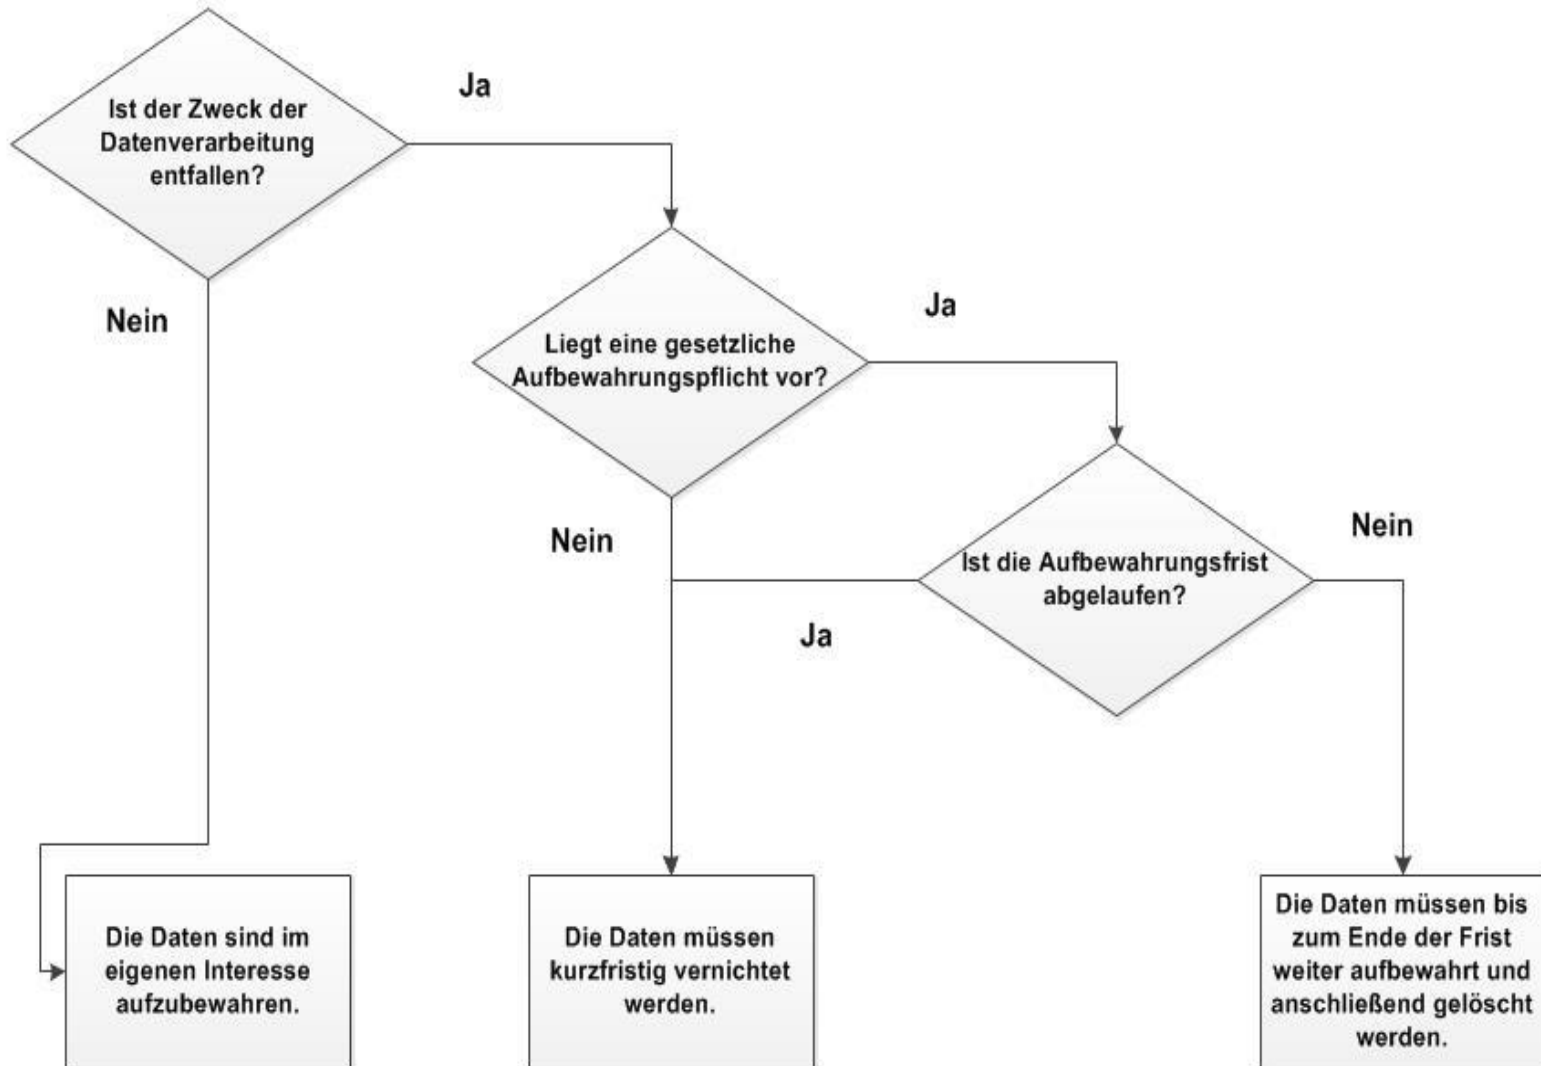 Ist der Zweck der
Datenverarbeitung
entfallen?
Ja
Nein
Liegt eine gesetzliche
Aufbewahrungspflicht vor?
Ja
Nein
Ist die Aufbewahrungsfrist
abgelaufen?
Nein
Ja
Die Daten sind im
eigenen Interesse
aufzubewahren.
Die Daten müssen
kurzfristig vernichtet
werden.
Die Daten müssen bis
zum Ende der Frist
weiter aufbewahrt und
anschließend gelöscht
werden.